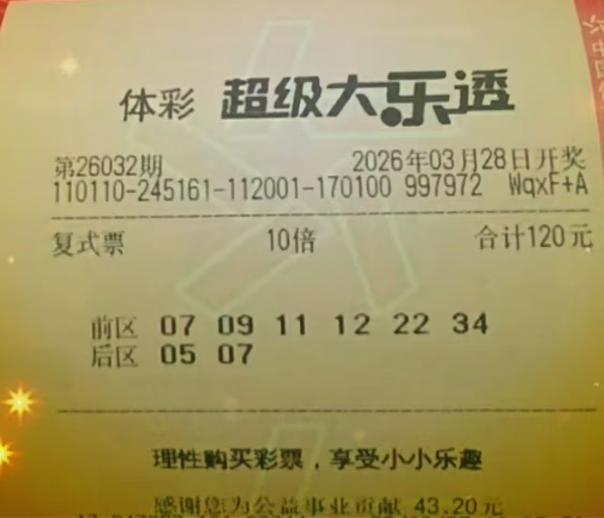 体彩 超级大乐透
第26032期 2026年03月28日开奖
110110-245161-112001-170100 997972 WqxF+A
复式票 10倍 合计120元
前区 07 09 11 12 22 34
后区 05 07
理性购买彩票，享受小小乐趣
感谢您为公益事业贡献 43.20元